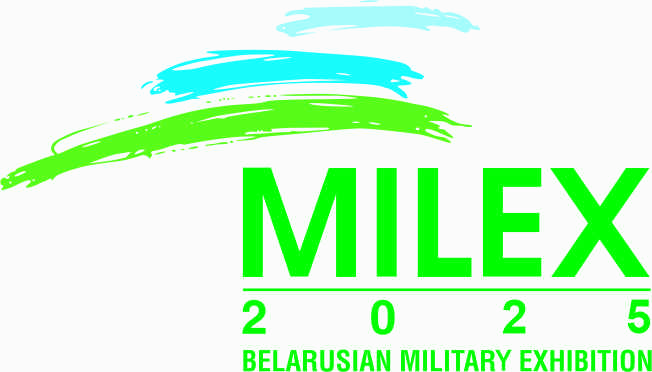 MILEX
2 0 2 5
BELARUSIAN MILITARY EXHIBITION